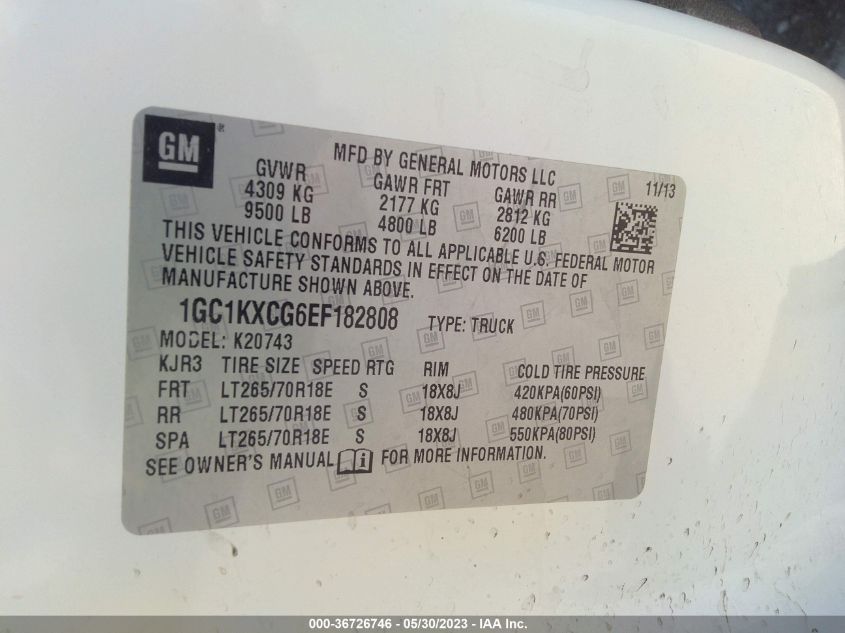 GM ®
MFD BY GENERAL MOTORS LLC
11/13
GVWR GAWR FRT GAWR RR
4309 KG 2177 KG 2812 KG
9500 LB 4800 LB 6200 LB
THIS VEHICLE CONFORMS TO ALL APPLICABLE U.S. FEDERAL MOTOR
VEHICLE SAFETY STANDARDS IN EFFECT ON THE DATE OF
MANUFACTURE SHOWN ABOVE.
1GC1KXCG6EF182808 TYPE: TRUCK
MODEL: K20743
KJR3 TIRE SIZE SPEED RTG RIM COLD TIRE PRESSURE
FRT LT265/70R18E S 18X8J 420KPA(60PSI)
RR LT265/70R18E S 18X8J 480KPA(70PSI)
SPA LT265/70R18E S 18X8J 550KPA(80PSI)
SEE OWNER'S MANUAL i FOR MORE INFORMATION.
000-36726746 — 05/30/2023 — IAA Inc.